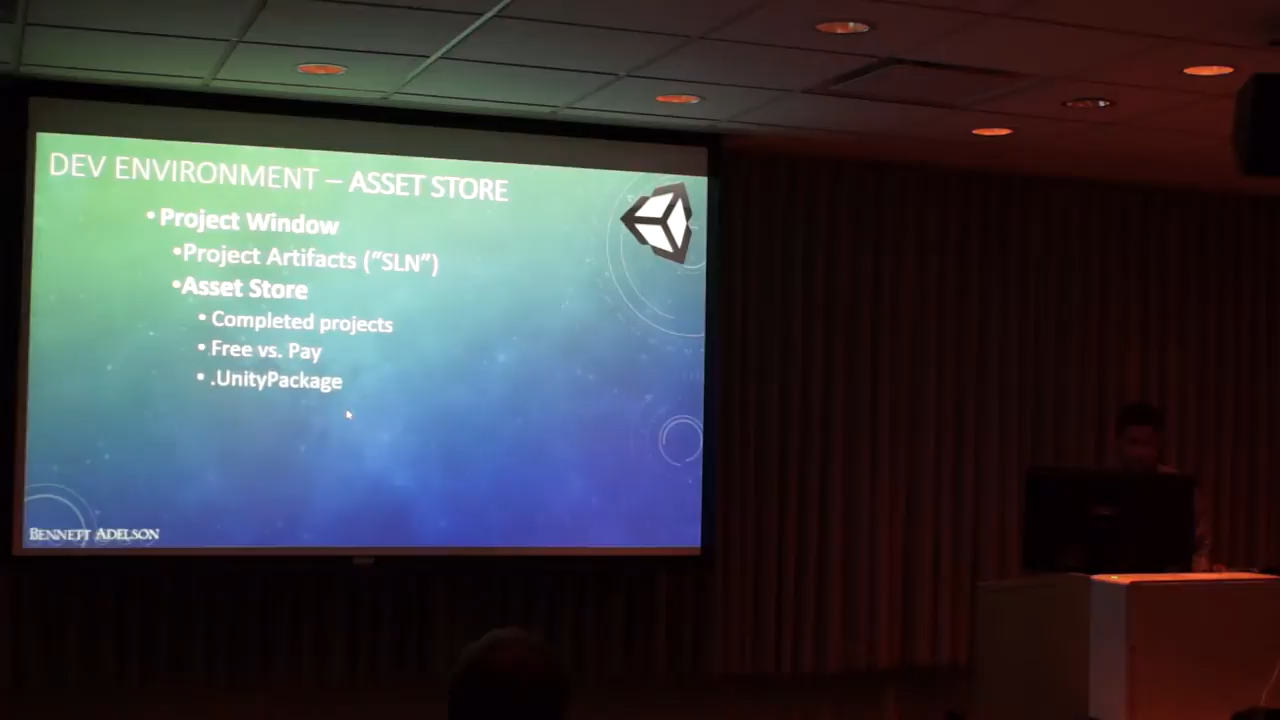 DEV ENVIRONMENT – ASSET STORE
• Project Window
•Project Artifacts (“SLN”)
•Asset Store
• Completed projects
• Free vs. Pay
• .UnityPackage
BENNETT ADELSON